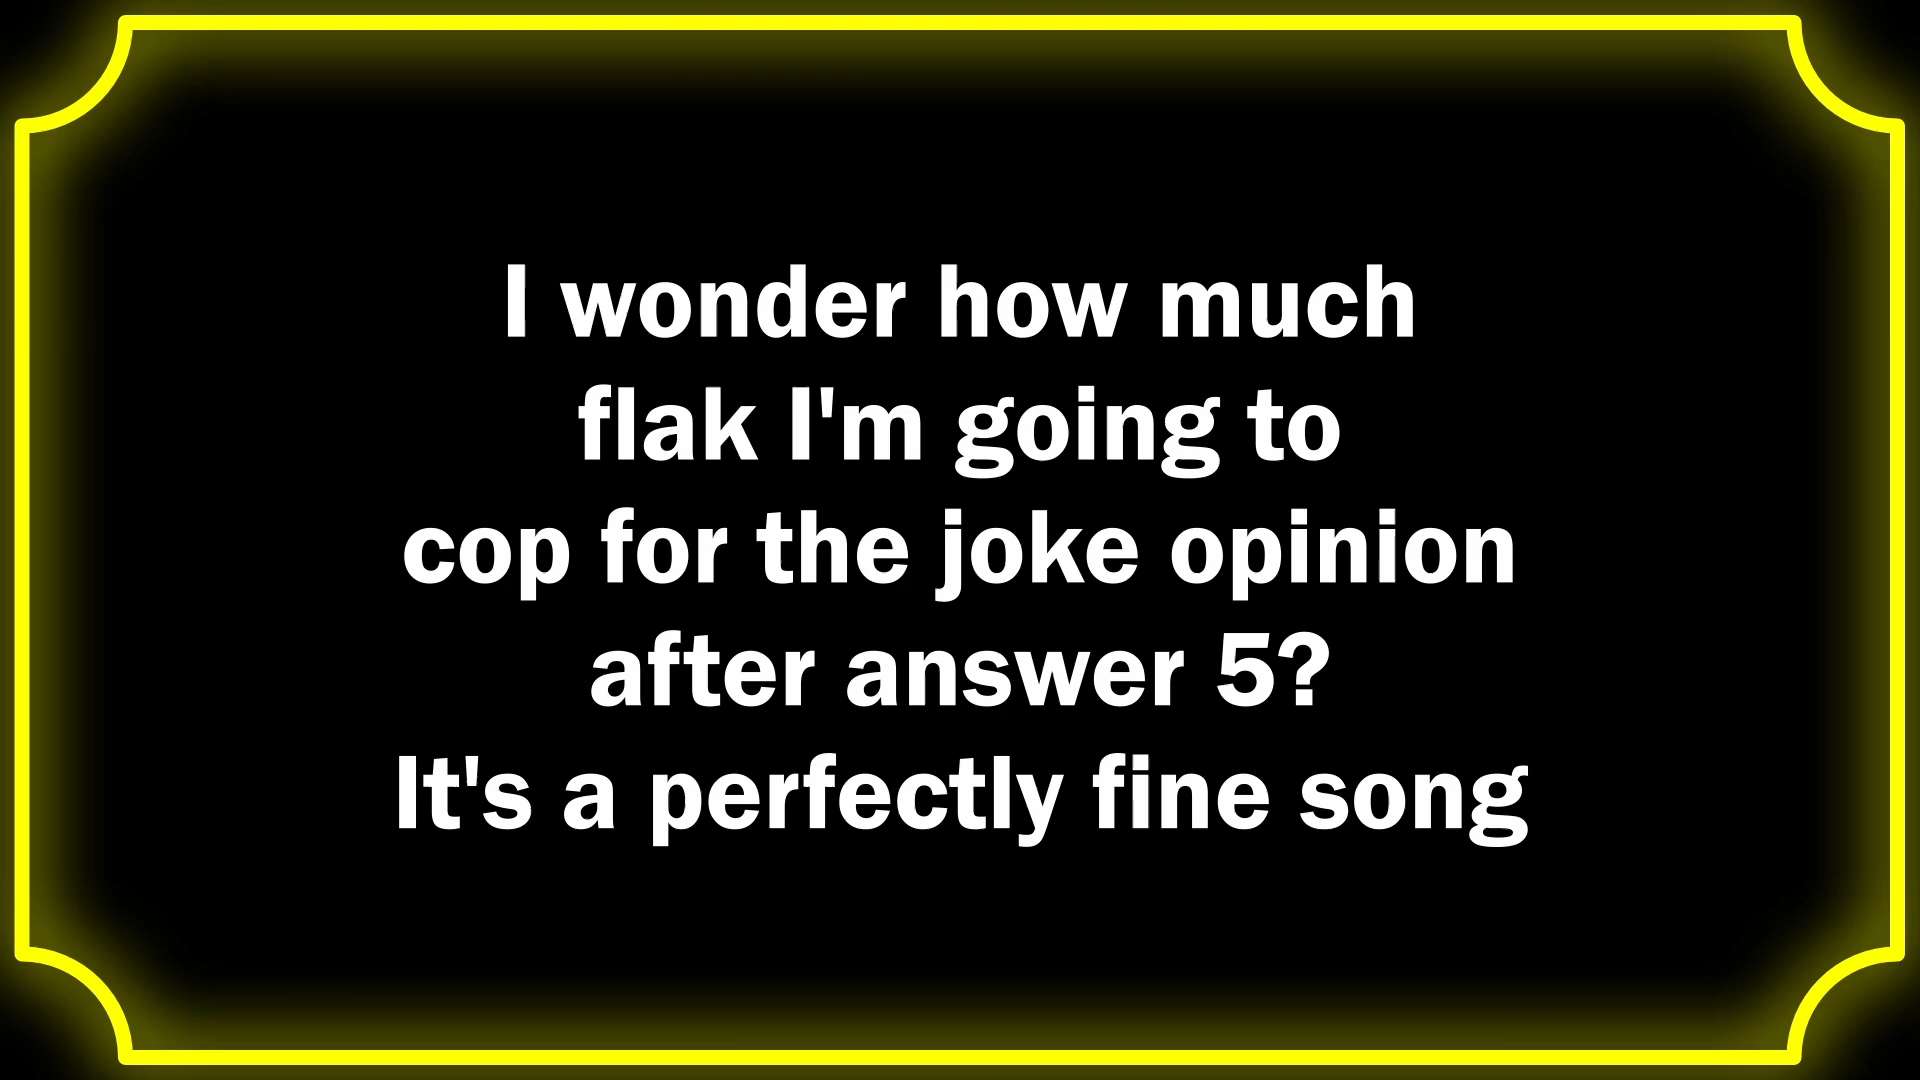 I wonder how much
flak I'm going to
cop for the joke opinion
after answer 5?
It's a perfectly fine song